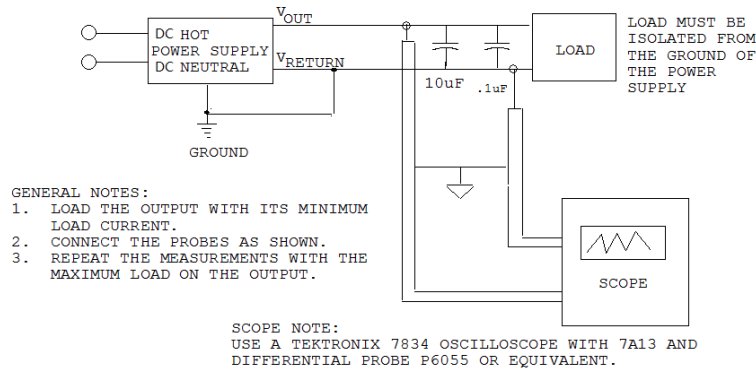 V OUT
DC HOT
POWER SUPPLY
DC NEUTRAL
V RETURN
10uF
.1uF
LOAD
LOAD MUST BE
ISOLATED FROM
THE GROUND OF
THE POWER
SUPPLY
GROUND
GENERAL NOTES:
1. LOAD THE OUTPUT WITH ITS MINIMUM
LOAD CURRENT.
2. CONNECT THE PROBES AS SHOWN.
3. REPEAT THE MEASUREMENTS WITH THE
MAXIMUM LOAD ON THE OUTPUT.
SCOPE
SCOPE NOTE:
USE A TEKTRONIX 7834 OSCILLOSCOPE WITH 7A13 AND
DIFFERENTIAL PROBE P6055 OR EQUIVALENT.